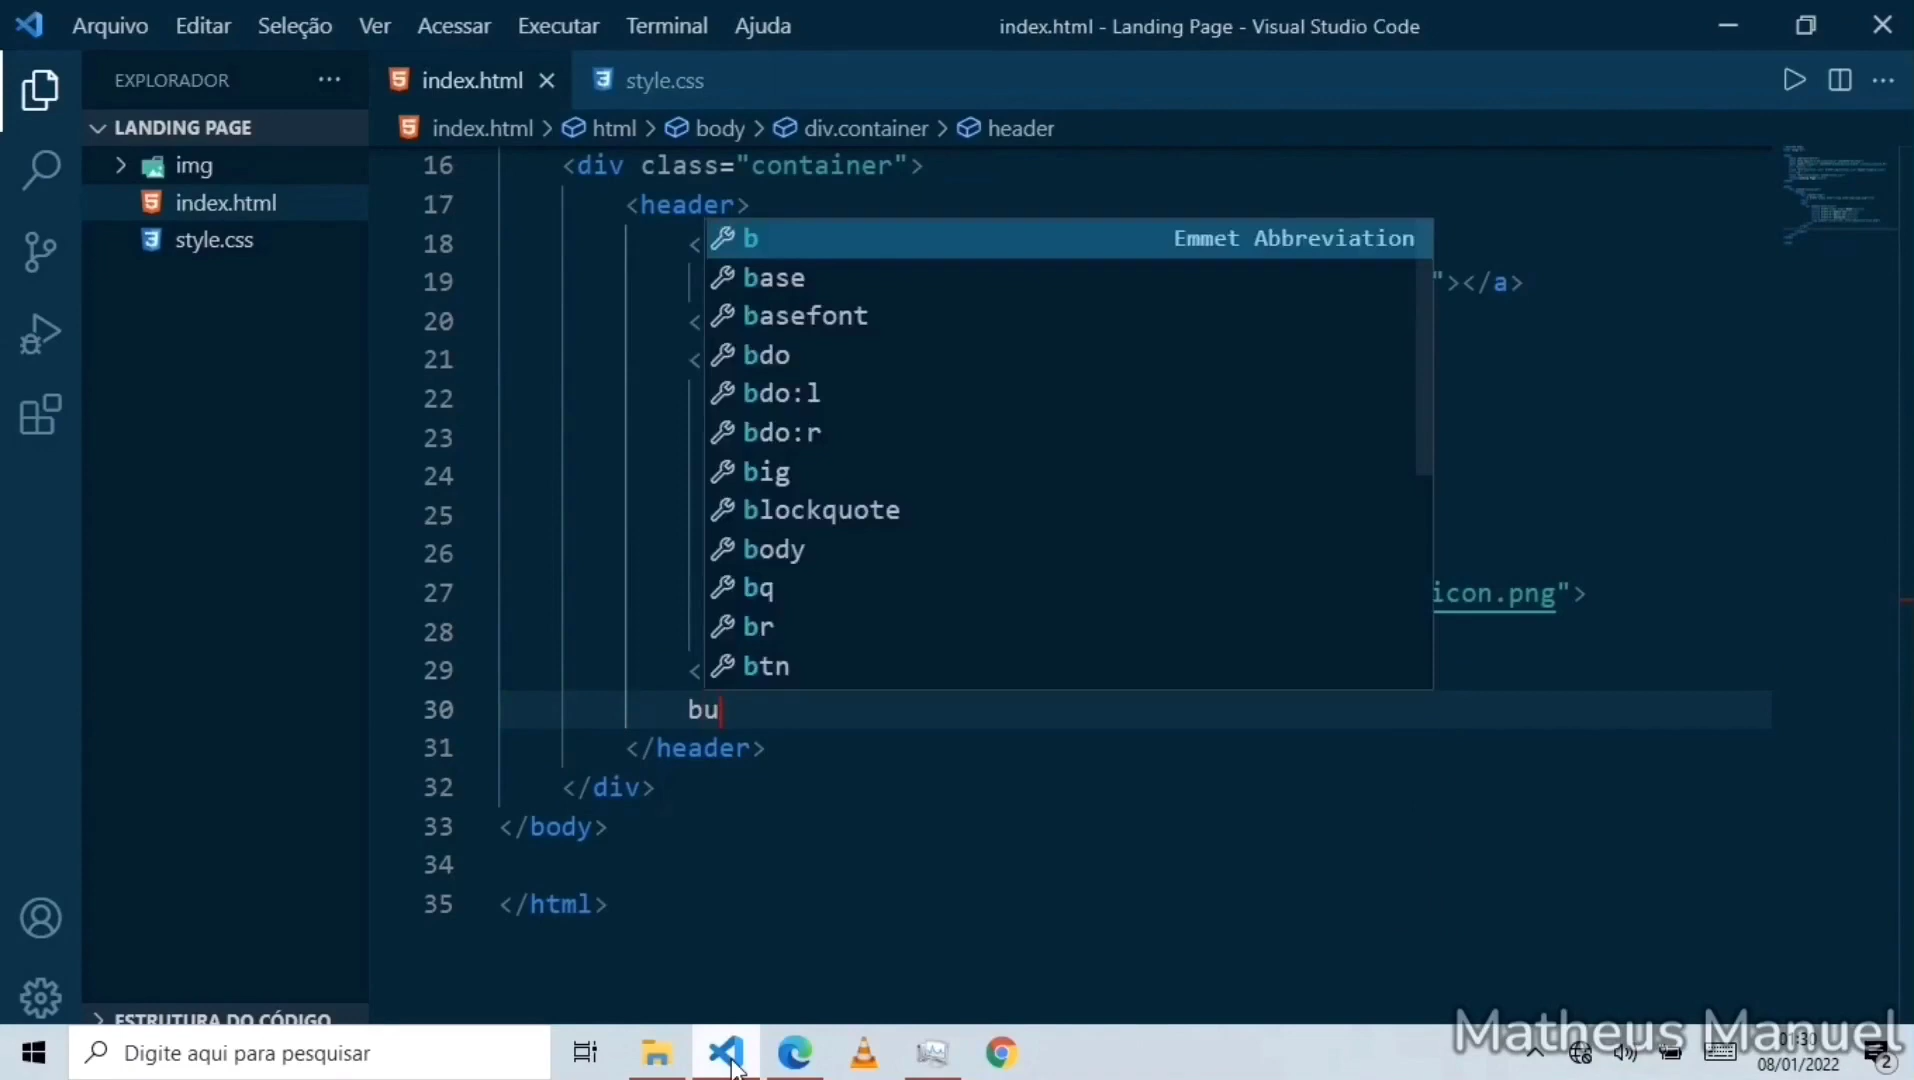 Arquivo Editar Seleção Ver Acessar Executar Terminal Ajuda index.html - Landing Page - Visual Studio Code
EXPLORADOR ··· index.html style.css ···
LANDING PAGE
index.html > html > body > div.container > header
img
index.html
style.css
16 <div class="container">
17 <header>
18 <
19 "></a>
20 <
21 <
22
23
24
25
26
27 icon.png">
28
29 <
b Emmet Abbreviation
base
basefont
bdo
bdo:l
bdo:r
big
blockquote
body
bq
br
btn
30 bu
31 </header>
32 </div>
33 </body>
34
35 </html>
ESTRUTURA DO CÓDIGO
Digite aqui para pesquisar
Matheus Manuel
01:30
08/01/2022
2